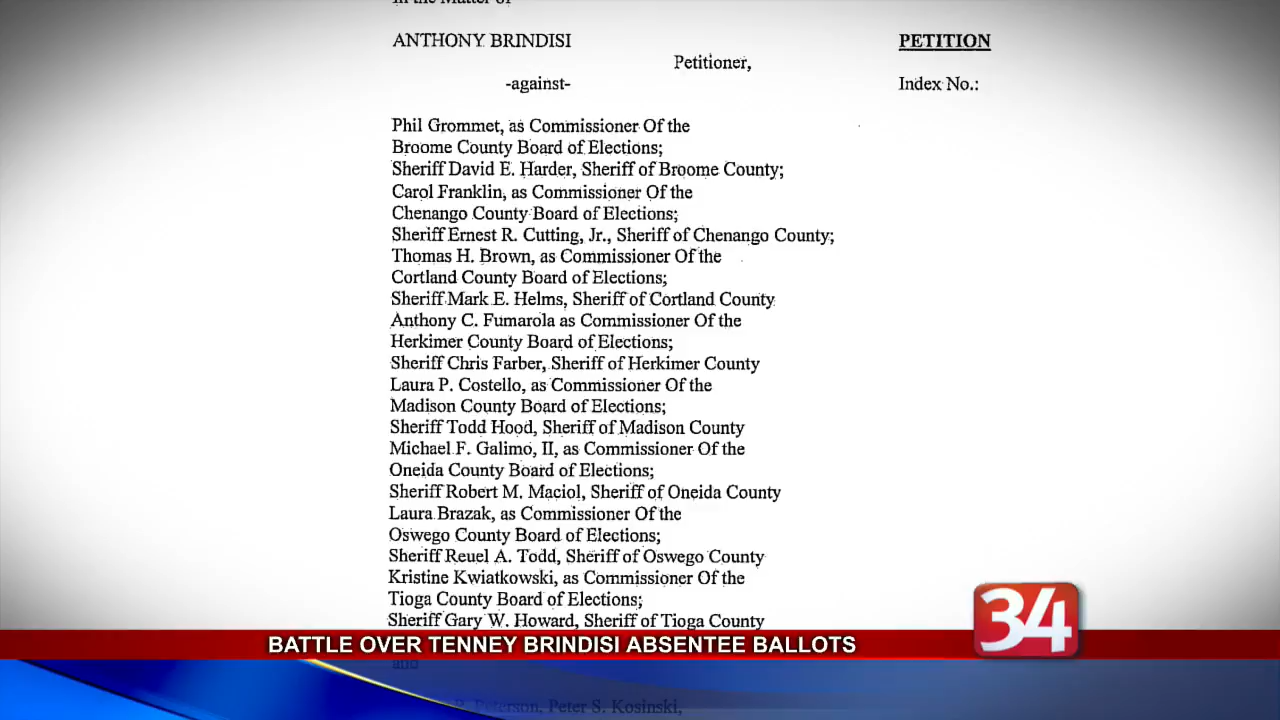 In the Matter of
ANTHONY BRINDISI
PETITION
Petitioner,
-against-
Index No.:
Phil Grommet, as Commissioner Of the
Broome County Board of Elections;
Sheriff David E. Harder, Sheriff of Broome County;
Carol Franklin, as Commissioner Of the
Chenango County Board of Elections;
Sheriff Ernest R. Cutting, Jr., Sheriff of Chenango County;
Thomas H. Brown, as Commissioner Of the
Cortland County Board of Elections;
Sheriff Mark E. Helms, Sheriff of Cortland County
Anthony C. Fumarola as Commissioner Of the
Herkimer County Board of Elections;
Sheriff Chris Farber, Sheriff of Herkimer County
Laura P. Costello, as Commissioner Of the
Madison County Board of Elections;
Sheriff Todd Hood, Sheriff of Madison County
Michael F. Galimo, II, as Commissioner Of the
Oneida County Board of Elections;
Sheriff Robert M. Maciol, Sheriff of Oneida County
Laura Brazak, as Commissioner Of the
Oswego County Board of Elections;
Sheriff Reuel A. Todd, Sheriff of Oswego County
Kristine Kwiatkowski, as Commissioner Of the
Tioga County Board of Elections;
Sheriff Gary W. Howard, Sheriff of Tioga County
34
BATTLE OVER TENNEY BRINDISI ABSENTEE BALLOTS
and
P. Peterson, Peter S. Kosinski,